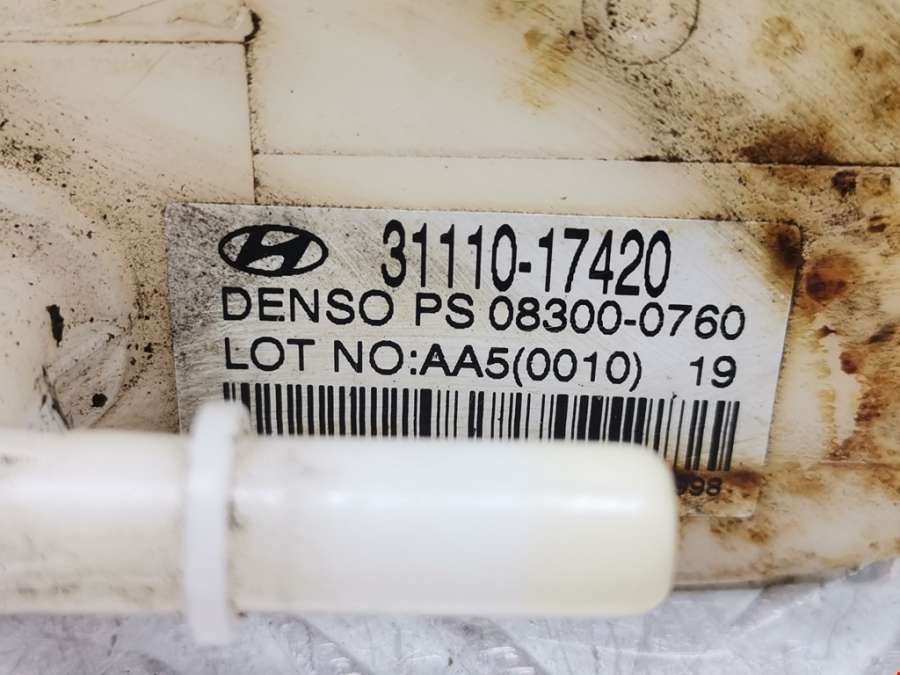 31110-17420
DENSO PS 08300-0760
LOT NO:AA5(0010) 19